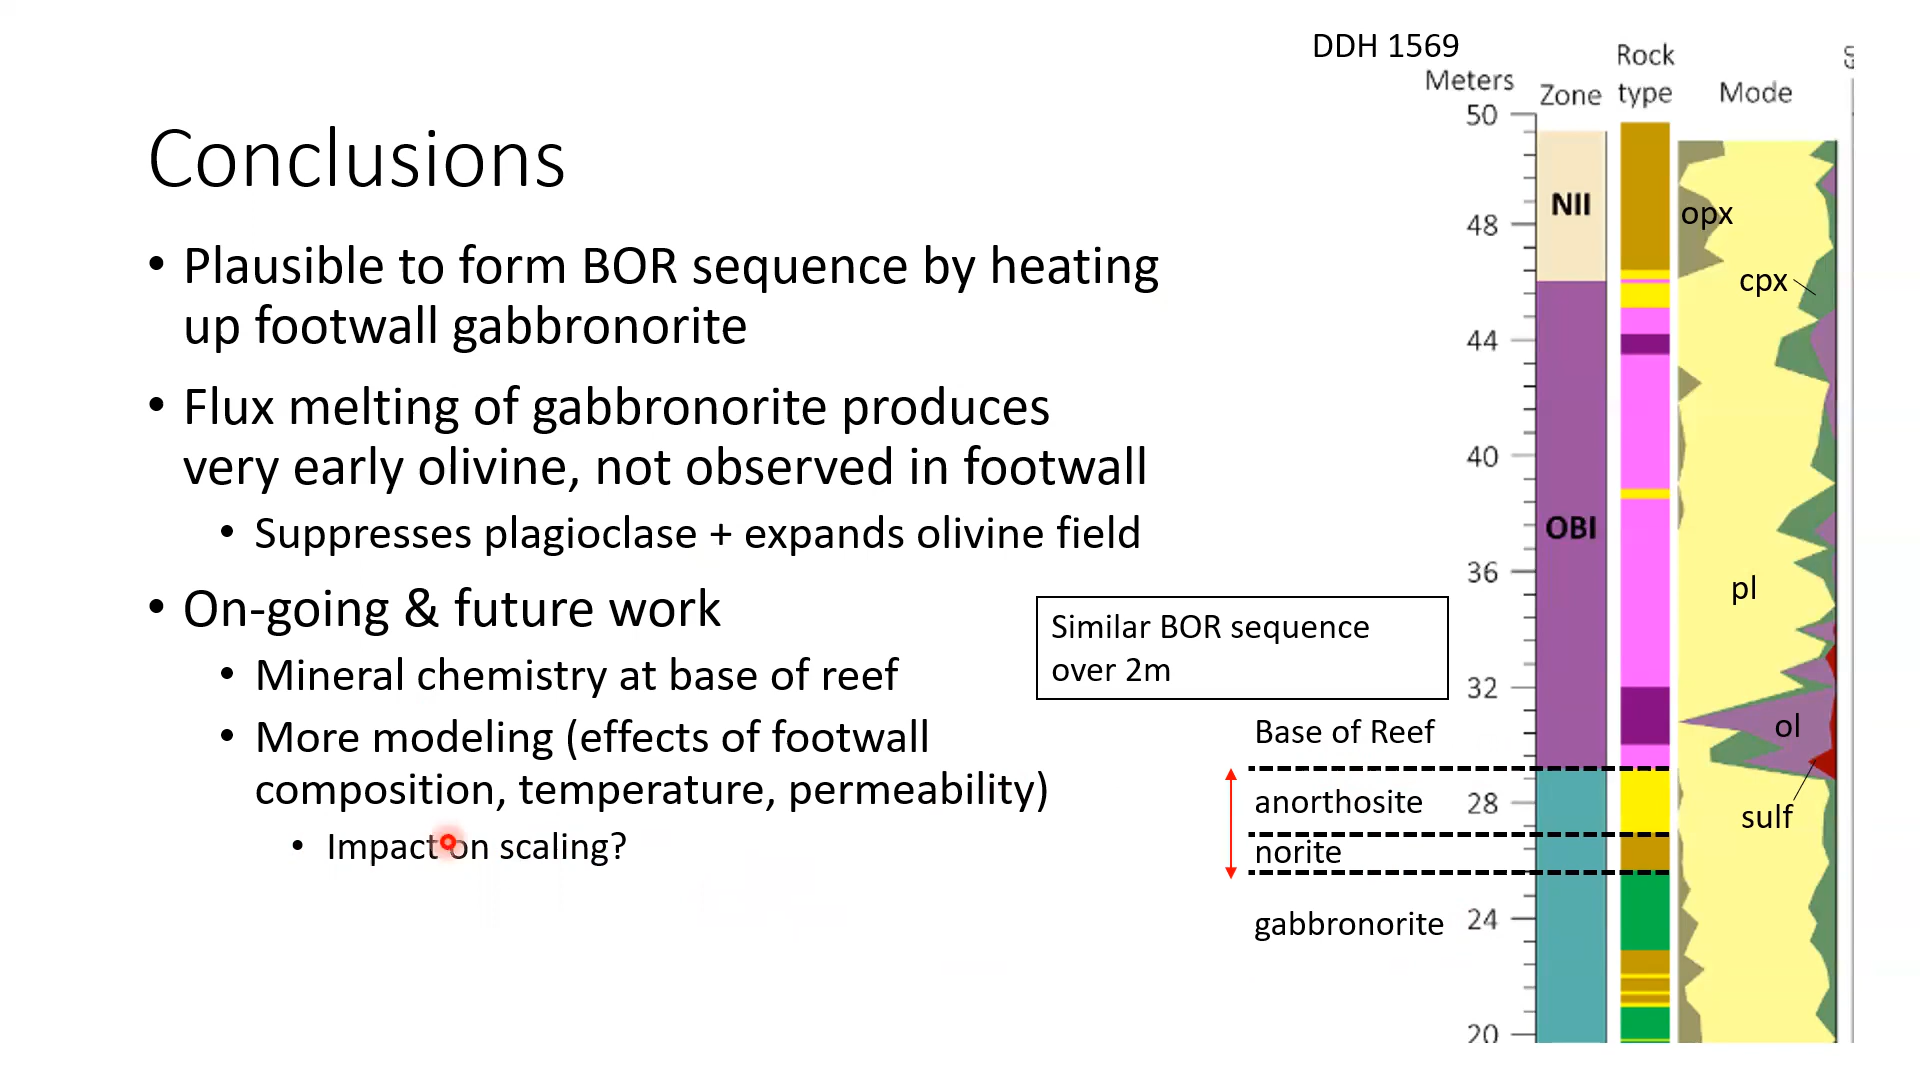 Conclusions
• Plausible to form BOR sequence by heating
up footwall gabbronorite
• Flux melting of gabbronorite produces
very early olivine, not observed in footwall
• Suppresses plagioclase + expands olivine field
• On-going & future work
• Mineral chemistry at base of reef
• More modeling (effects of footwall
composition, temperature, permeability)
• Impact on scaling?
Similar BOR sequence
over 2m
DDH 1569
Meters
Zone
Rock
type
Mode
50
48
44
40
36
32
28
24
20
NII
OBI
opx
cpx
pl
ol
sulf
Base of Reef
anorthosite
norite
gabbronorite